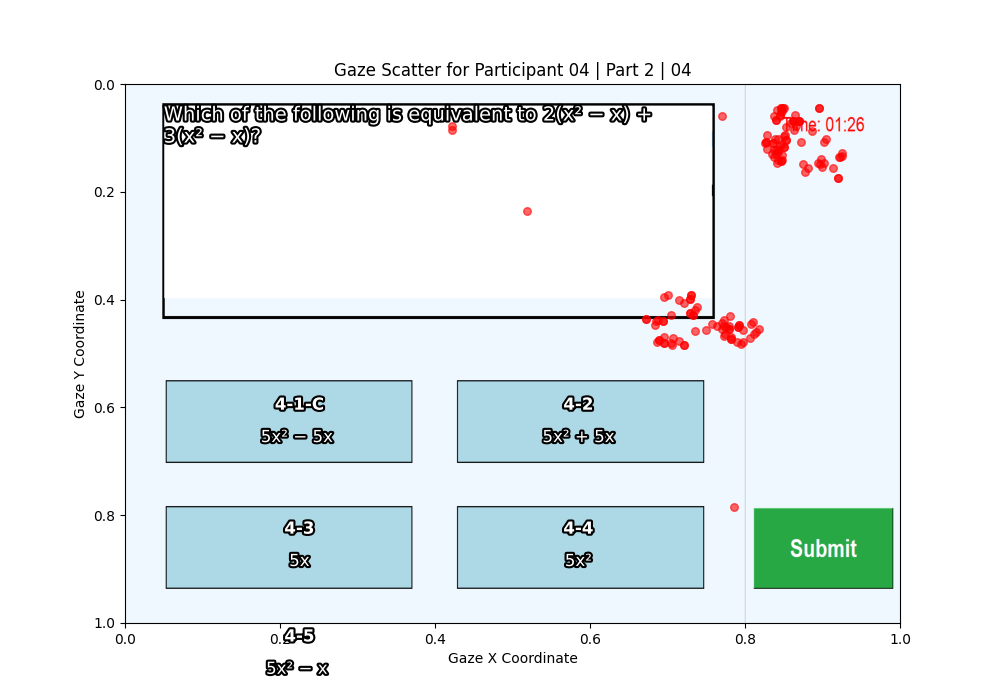 Gaze Scatter for Participant 04 | Part 2 | 04
Which of the following is equivalent to 2(x² − x) +
3(x² − x)?
01:26
4-1-C
5x² − 5x
4-2
5x² + 5x
4-3
5x
4-4
5x²
Submit
4-5
5x² − x
0.0
0.2
0.4
0.6
0.8
1.0
0.0
0.2
0.4
0.6
0.8
1.0
Gaze X Coordinate
Gaze Y Coordinate